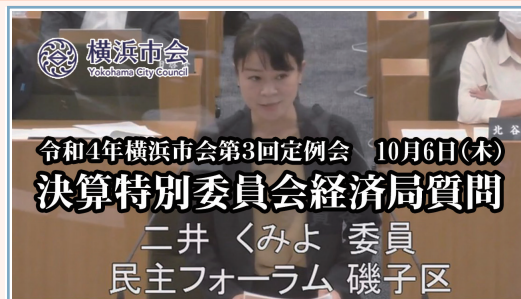 横浜市会
Yokohama City Council
北谷
令和4年横浜市会第3回定例会　10月6日(木)
決算特別委員会経済局質問
二井　くみよ　委員
民主フォーラム 磯子区